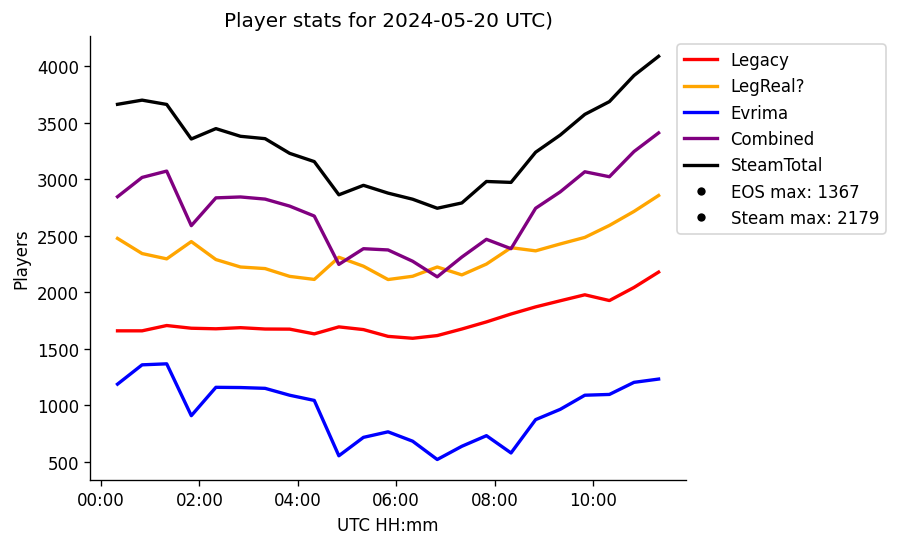 Player stats for 2024-05-20 UTC)
Legacy
LegReal?
Evrima
Combined
SteamTotal
EOS max: 1367
Steam max: 2179
Players
4000
3500
3000
2500
2000
1500
1000
500
00:00 02:00 04:00 06:00 08:00 10:00
UTC HH:mm